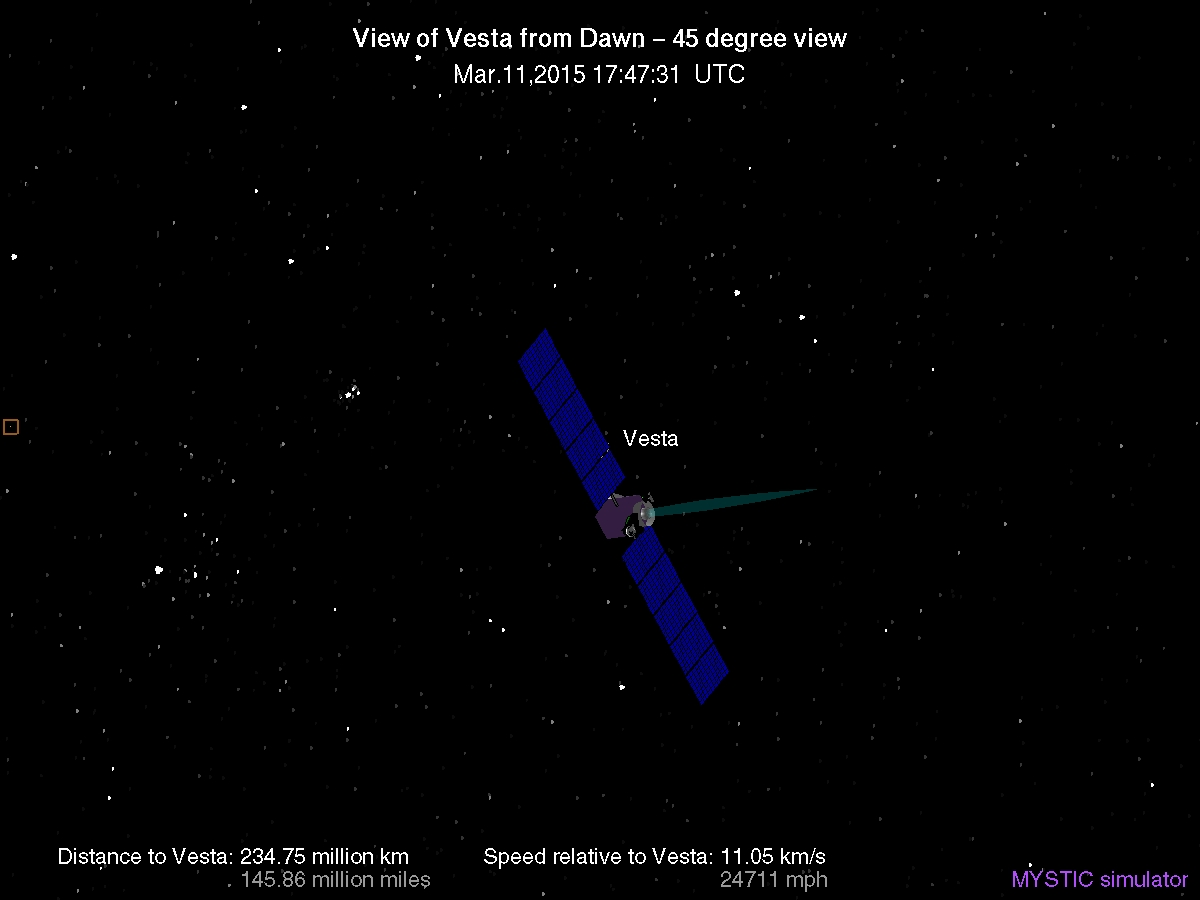 View of Vesta from Dawn – 45 degree view
Mar.11,2015 17:47:31 UTC
Vesta
Distance to Vesta: 234.75 million km
145.86 million miles
Speed relative to Vesta: 11.05 km/s
24711 mph
MYSTIC simulator